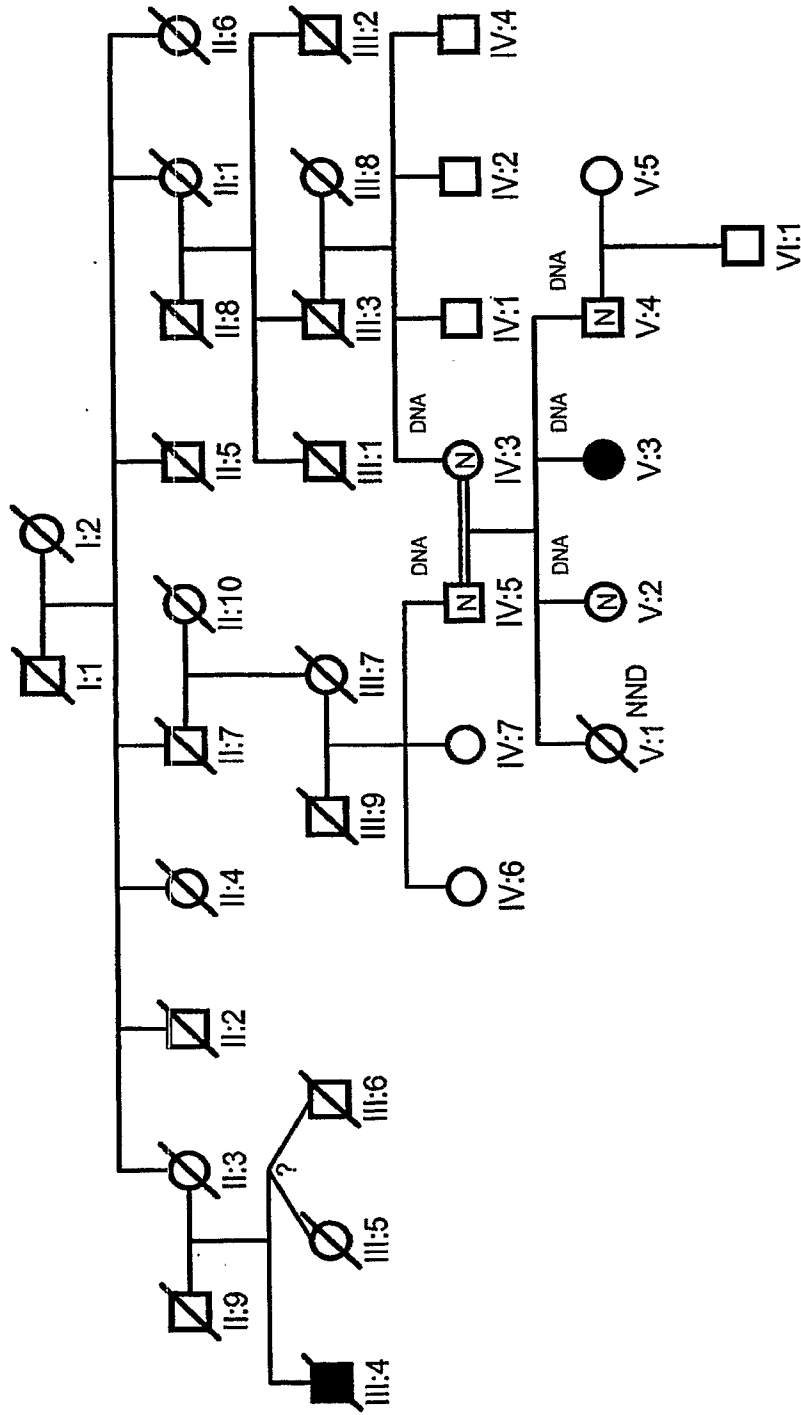 I:1 I:2
II:9 II:3 II:2 II:4 II:7 II:10 II:5 II:8 II:1 II:6
III:4 III:5 ? III:6 III:9 III:7 III:1 III:3 III:8 III:2
DNA DNA
IV:6 IV:7 N IV:5 N IV:3 IV:1 IV:2 IV:4
DNA DNA DNA
V:1 NND N V:2 V:3 N V:4 V:5
VI:1